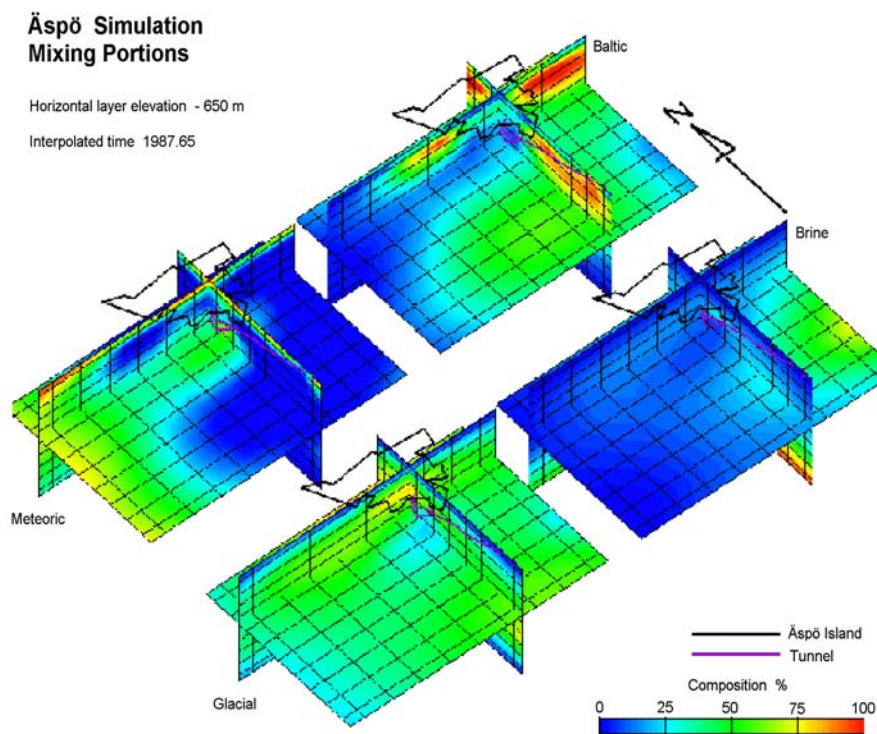 Äspö Simulation
Mixing Portions
Horizontal layer elevation - 650 m
Interpolated time 1987.65
Baltic
N
Brine
Meteoric
Glacial
Äspö Island
Tunnel
Composition %
0 25 50 75 100